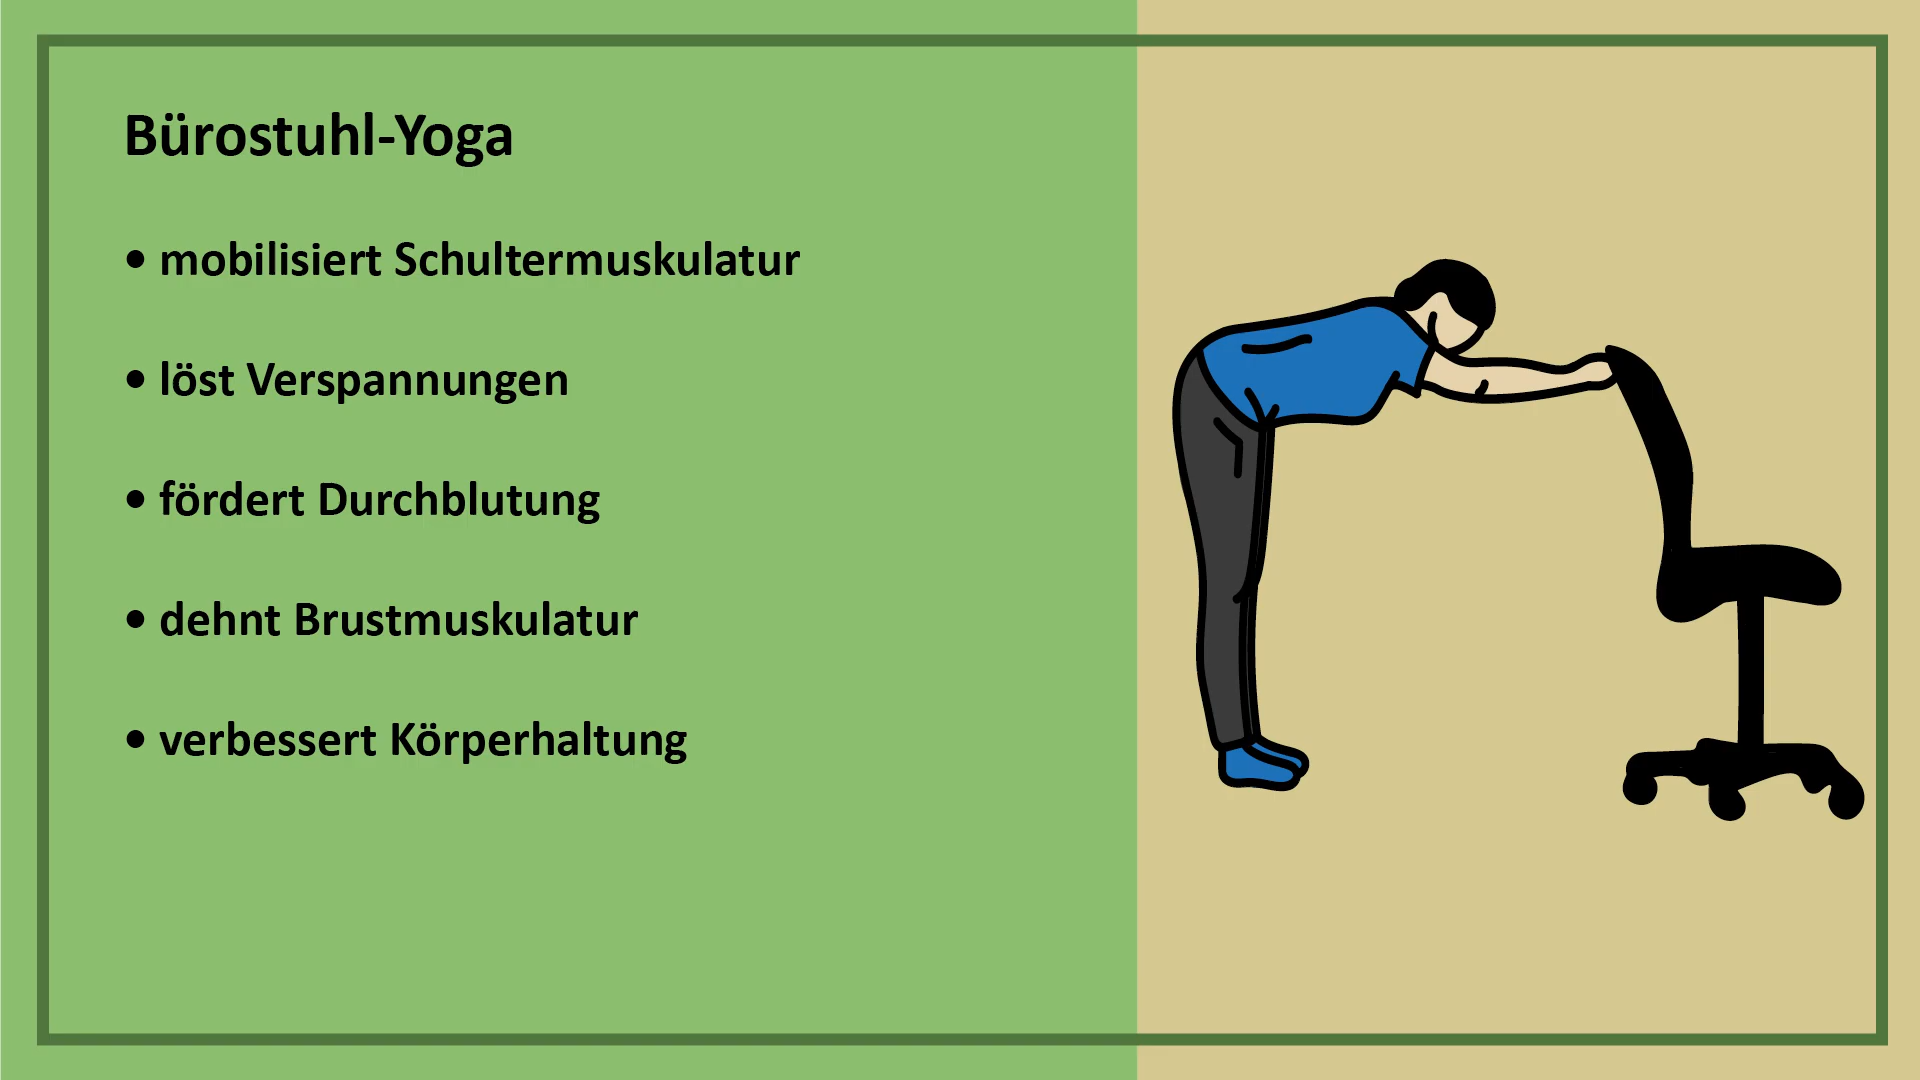 Bürostuhl-Yoga
• mobilisiert Schultermuskulatur
• löst Verspannungen
• fördert Durchblutung
• dehnt Brustmuskulatur
• verbessert Körperhaltung